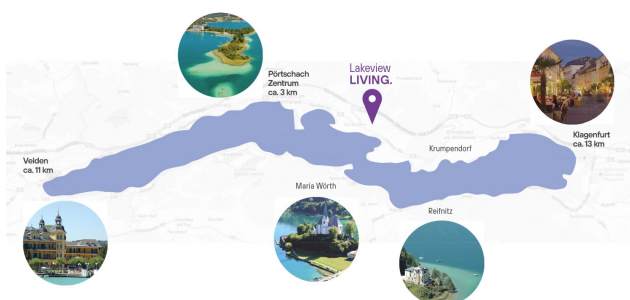 Lakeview
LIVING.
Pörtschach
Zentrum
ca. 3 km
Klagenfurt
ca. 13 km
Krumpendorf
Velden
ca. 11 km
Maria Wörth
Reifnitz